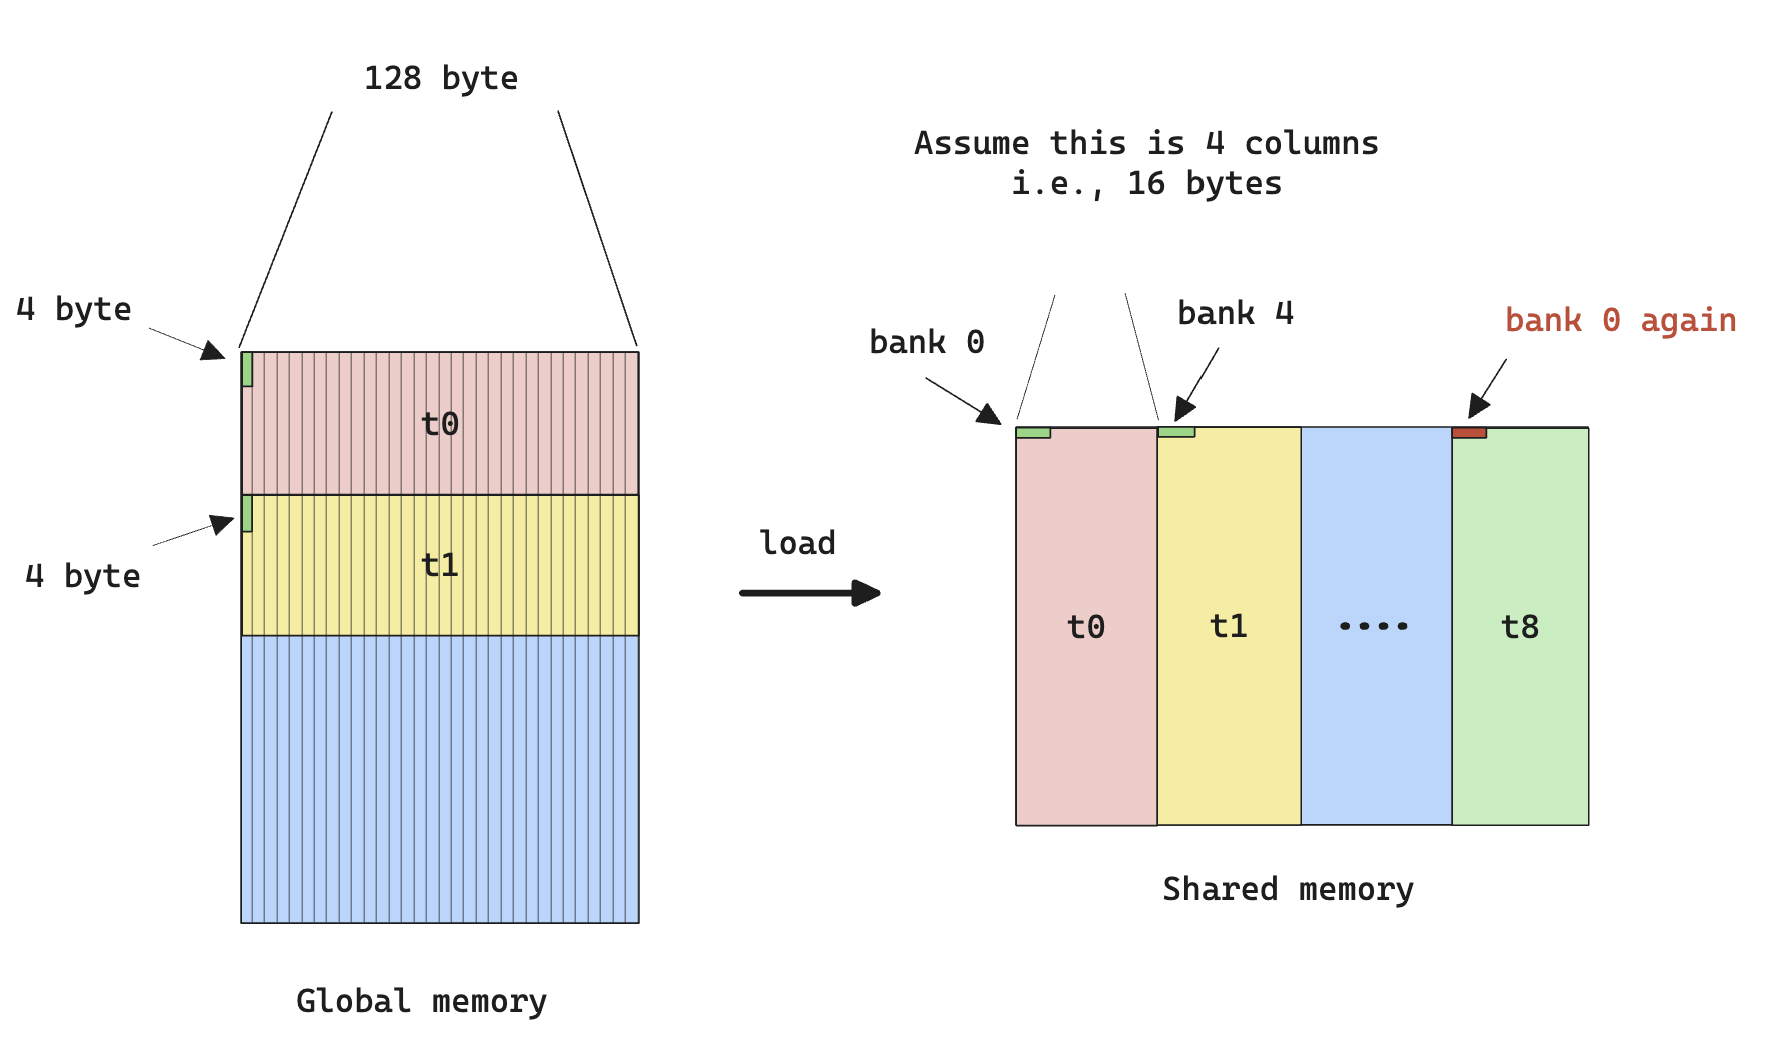 128 byte
4 byte
t0
t1
4 byte
Global memory
load
Assume this is 4 columns
i.e., 16 bytes
bank 0
bank 4
bank 0 again
t0
t1
....
t8
Shared memory